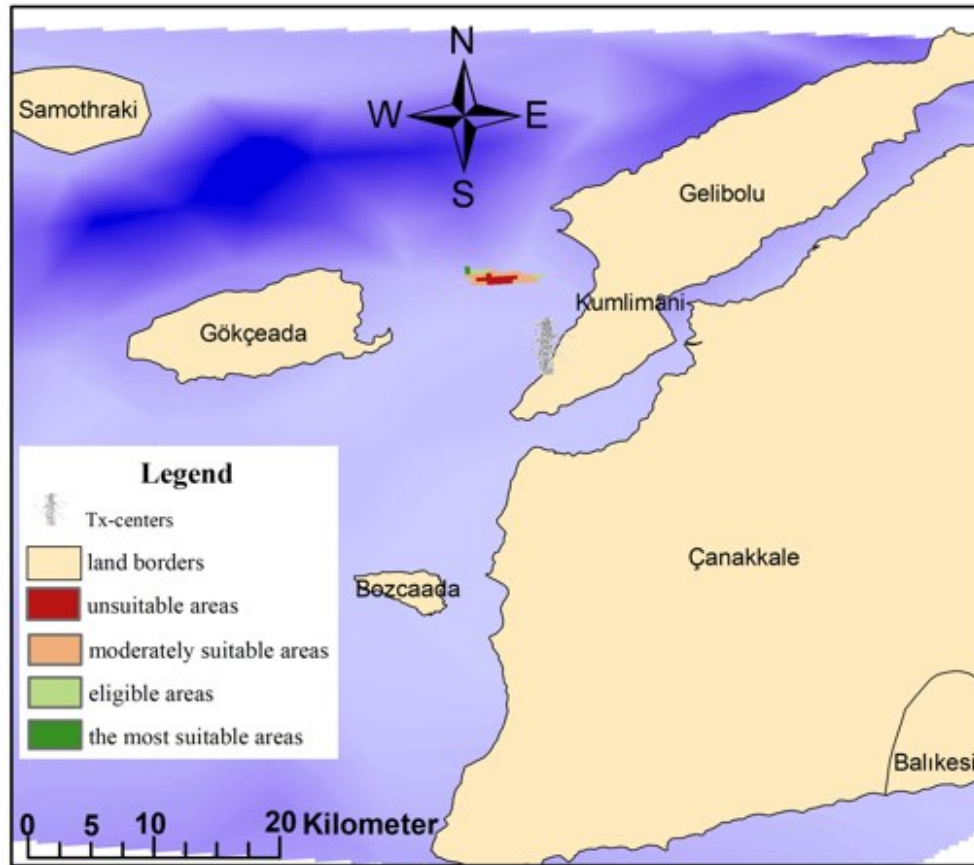 N
Samothraki
W E
S
Gelibolu
Kumlimani
Gökçeada
Legend
Tx-centers
land borders
unsuitable areas
moderately suitable areas
eligible areas
the most suitable areas
Çanakkale
Bozcaada
Balıkesi
0 5 10 20 Kilometer